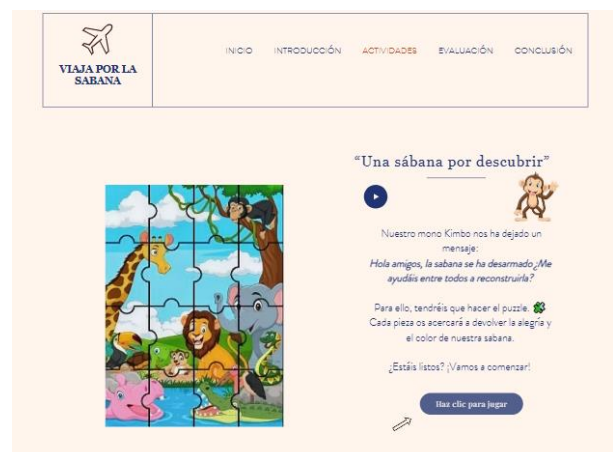 VIAJA POR LA
SABANA
INICIO INTRODUCCIÓN ACTIVIDADES EVALUACIÓN CONCLUSIÓN
“Una sábana por descubrir”
Nuestro mono Kimbo nos ha dejado un
mensaje:
Hola amigos, la sabana se ha desarmado ¿Me
ayudáis entre todos a reconstruirla?
Para ello, tendréis que hacer el puzzle.
Cada pieza os acercará a devolver la alegría y
el color de nuestra sabana.
¿Estáis listos? ¡Vamos a comenzar!
Haz clic para jugar